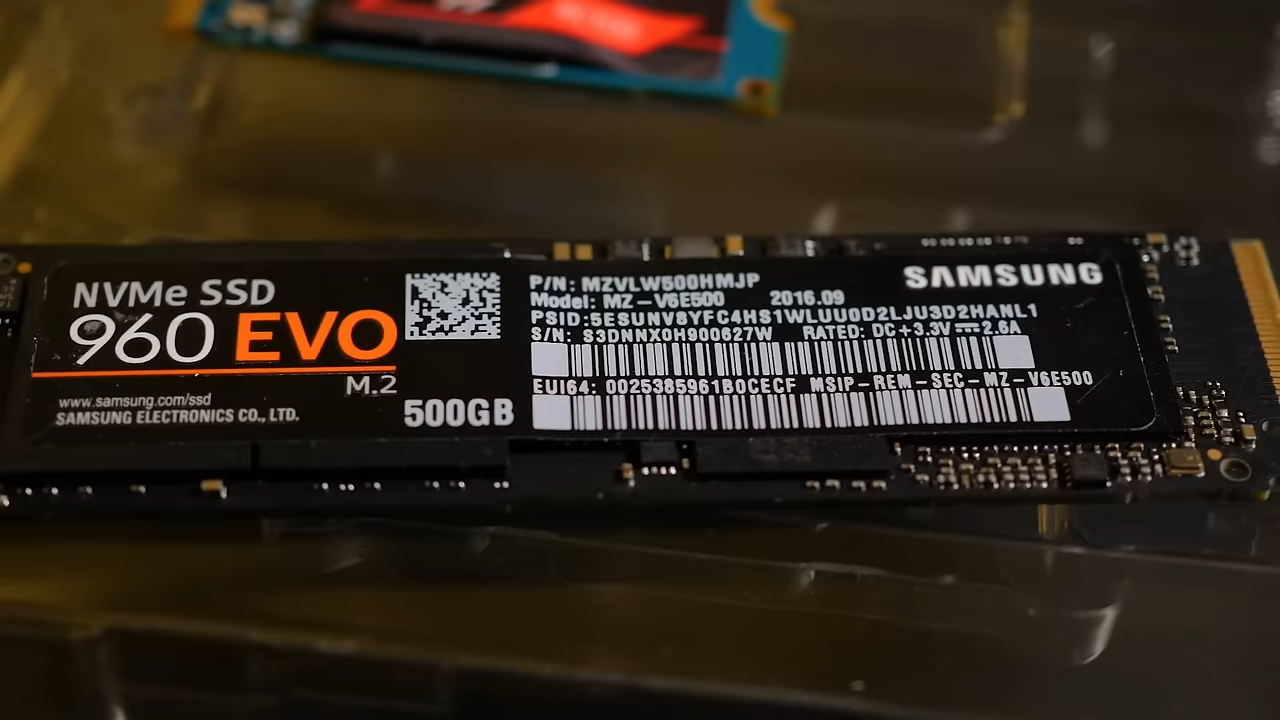 NVMe SSD
960 EVO
M.2
www.samsung.com/ssd
SAMSUNG ELECTRONICS CO., LTD.
500GB
SAMSUNG
P/N: MZVLW500HMJP
Model: MZ-V6E500 2016.09
PSID:5ESUNV8YFC4HS1WLUU0D2LJU3D2HANL1
S/N: S3DNNX0H900627W RATED: DC+3.3V⎓2.6A
EUI64: 0025385961B0CECF MSIP-REM-SEC-MZ-V6E500